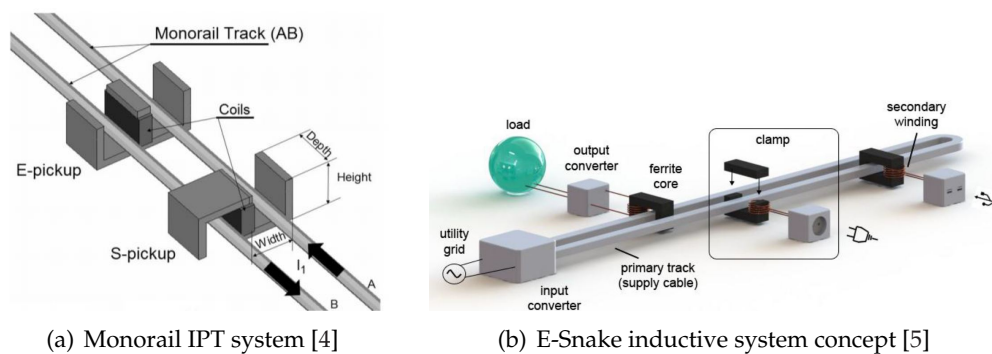 Monorail Track (AB)
Coils
E-pickup
Depth
Height
S-pickup
Width
I₁
A
B
(a) Monorail IPT system [4]
load
output
converter
ferrite
core
clamp
secondary
winding
utility
grid
input
converter
primary track
(supply cable)
(b) E-Snake inductive system concept [5]